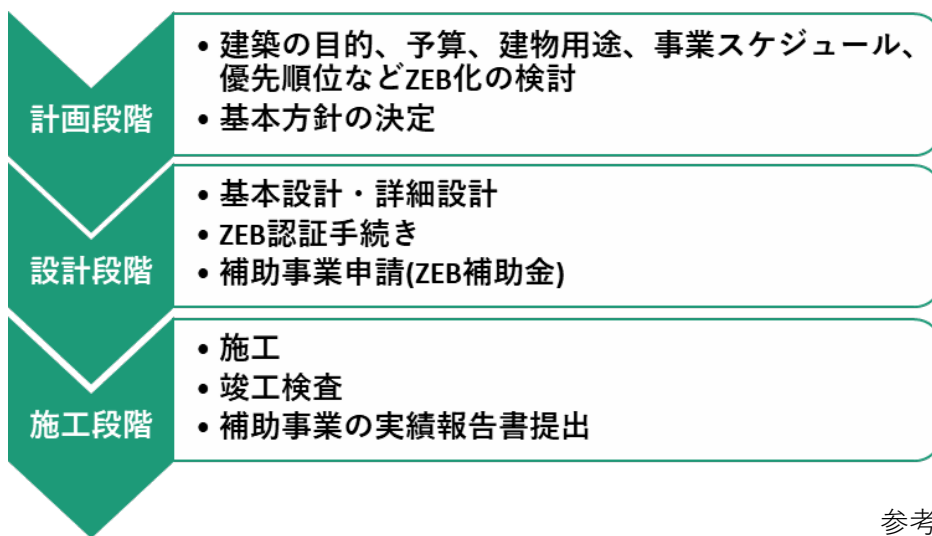 計画段階
• 建築の目的、予算、建物用途、事業スケジュール、
優先順位などZEB化の検討
• 基本方針の決定
設計段階
• 基本設計・詳細設計
• ZEB認証手続き
• 補助事業申請(ZEB補助金)
施工段階
• 施工
• 竣工検査
• 補助事業の実績報告書提出
参考